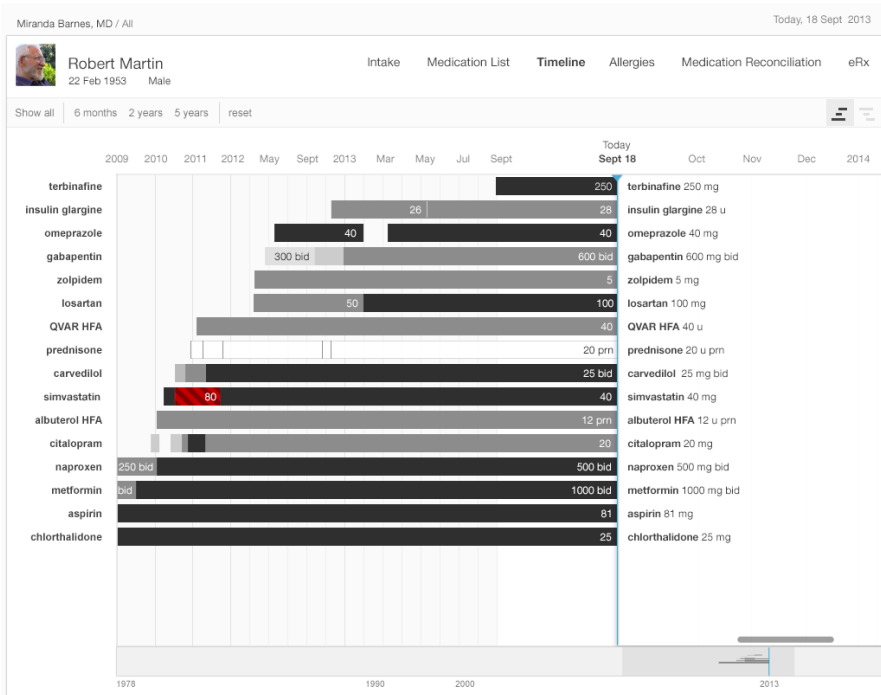 Miranda Barnes, MD / All
Today, 18 Sept 2013
Robert Martin
22 Feb 1953 Male
Intake Medication List Timeline Allergies Medication Reconciliation eRx
Show all 6 months 2 years 5 years reset
Today
2009 2010 2011 2012 May Sept 2013 Mar May Jul Sept Sept 18 Oct Nov Dec 2014
terbinafine 250 terbinafine 250 mg
insulin glargine 26 28 insulin glargine 28 u
omeprazole 40 40 omeprazole 40 mg
gabapentin 300 bid 600 bid gabapentin 600 mg bid
zolpidem 5 zolpidem 5 mg
losartan 50 100 losartan 100 mg
QVAR HFA 40 QVAR HFA 40 u
prednisone 20 prn prednisone 20 u prn
carvedilol 25 bid carvedilol 25 mg bid
simvastatin 80 40 simvastatin 40 mg
albuterol HFA 12 prn albuterol HFA 12 u prn
citalopram 20 citalopram 20 mg
naproxen 250 bid 500 bid naproxen 500 mg bid
metformin bid 1000 bid metformin 1000 mg bid
aspirin 81 aspirin 81 mg
chlorthalidone 25 chlorthalidone 25 mg
1978 1990 2000 2013